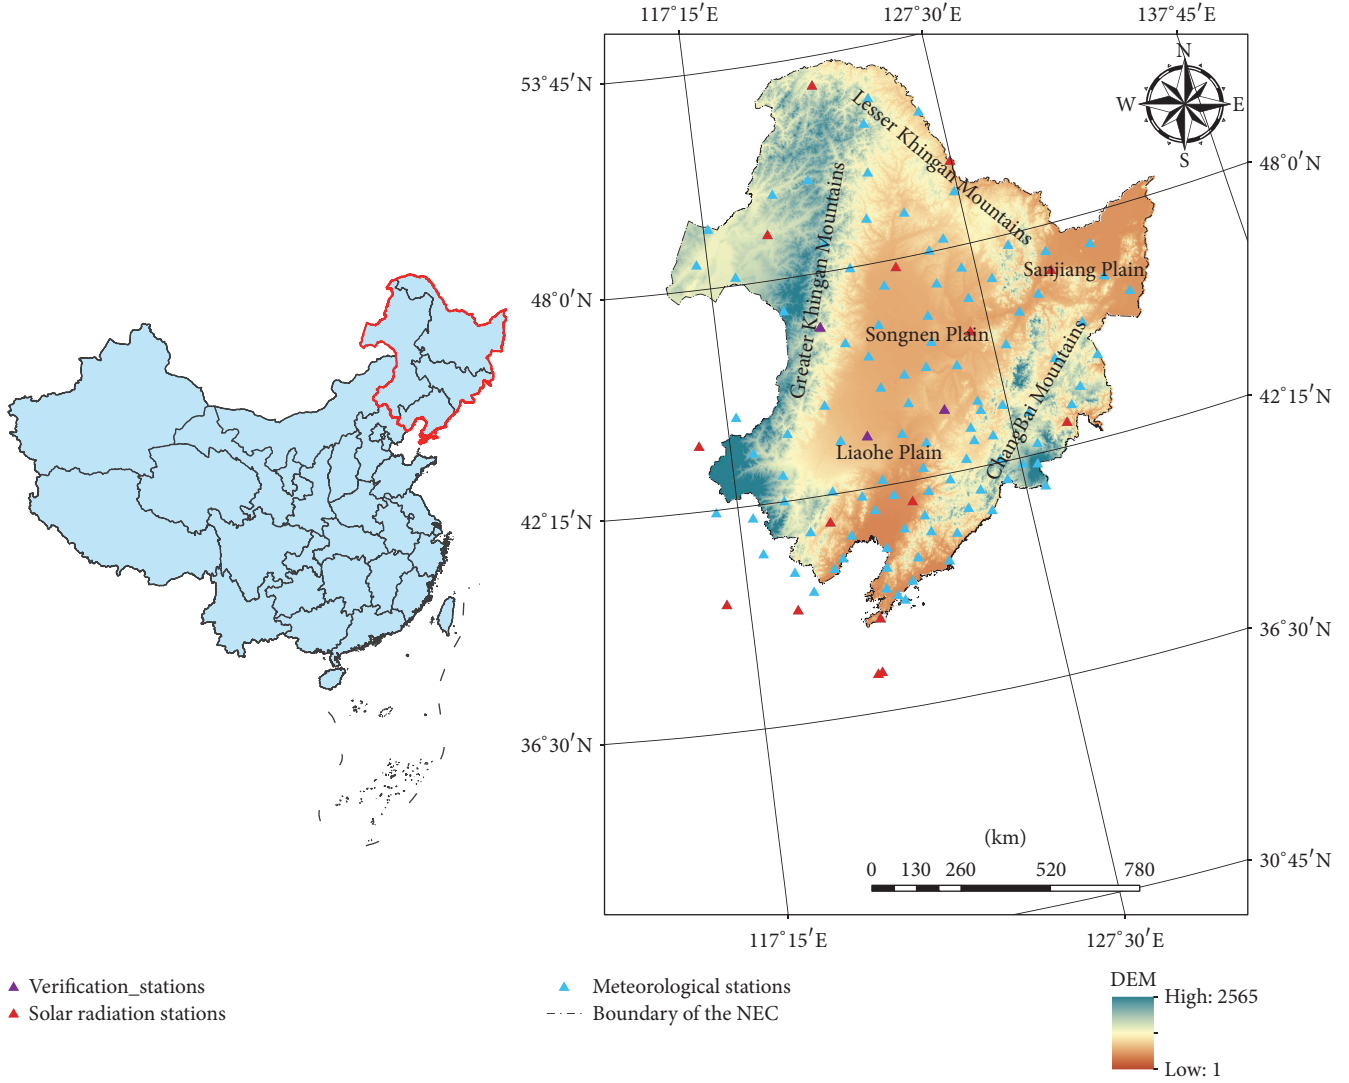 117°15′E
127°30′E
137°45′E
53°45′N
48°0′N
42°15′N
36°30′N
48°0′N
42°15′N
36°30′N
30°45′N
117°15′E
127°30′E
N
W
E
S
Lesser Khingan Mountains
Greater Khingan Mountains
Sanjiang Plain
Songnen Plain
ChangBai Mountains
Liaohe Plain
(km)
0 130 260 520 780
Verification_stations
Solar radiation stations
Meteorological stations
Boundary of the NEC
DEM
High: 2565
Low: 1